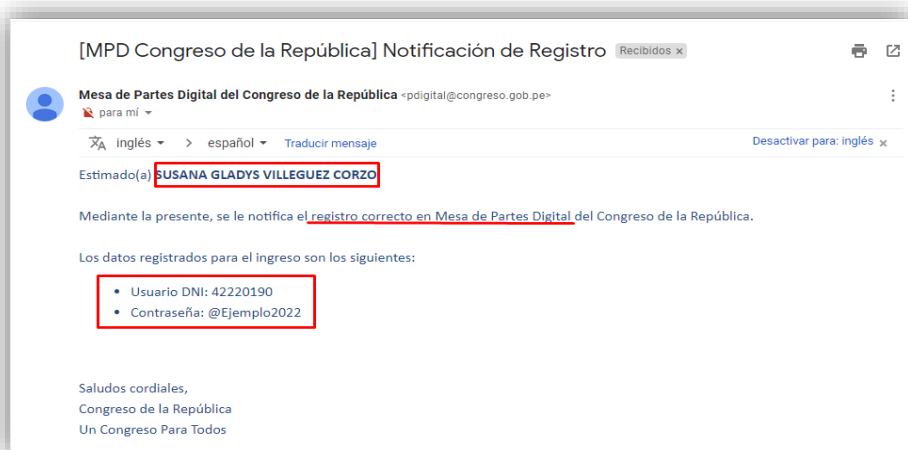 [MPD Congreso de la República] Notificación de Registro Recibidos x
Mesa de Partes Digital del Congreso de la República <pdigital@congreso.gob.pe>
para mí
inglés > español Traducir mensaje Desactivar para: inglés x
Estimado(a) SUSANA GLADYS VILLEGUEZ CORZO
Mediante la presente, se le notifica el registro correcto en Mesa de Partes Digital del Congreso de la República.
Los datos registrados para el ingreso son los siguientes:
• Usuario DNI: 42220190
• Contraseña: @Ejemplo2022
Saludos cordiales,
Congreso de la República
Un Congreso Para Todos